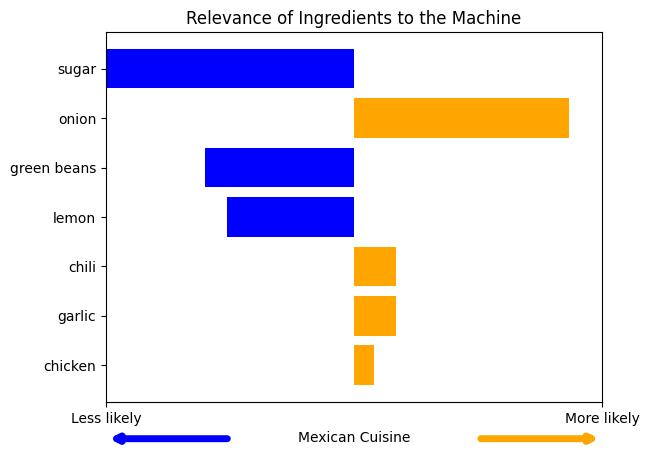 Relevance of Ingredients to the Machine
sugar
onion
green beans
lemon
chili
garlic
chicken
Less likely
More likely
Mexican Cuisine